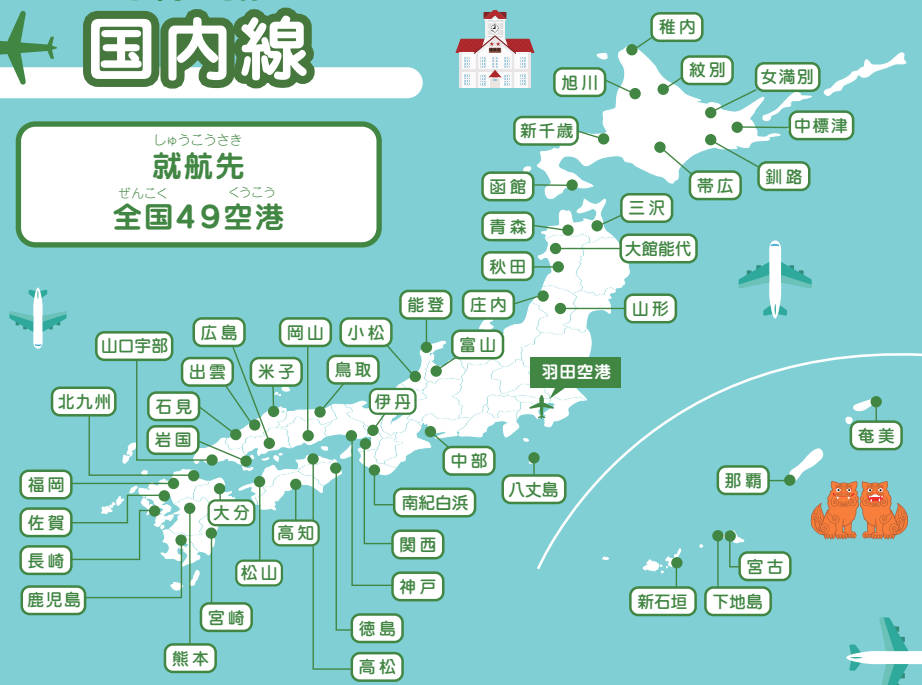 国内線
しゅうこうさき
就航先
ぜんこく くうこう
全国49空港
稚内
旭川
紋別
女満別
新千歳
中標津
函館
帯広
釧路
青森
三沢
大館能代
秋田
能登
庄内
山形
山口宇部
広島
岡山
小松
富山
出雲
米子
鳥取
羽田空港
北九州
石見
伊丹
岩国
中部
奄美
福岡
大分
高知
南紀白浜
八丈島
那覇
佐賀
関西
長崎
松山
神戸
宮古
鹿児島
宮崎
徳島
新石垣
下地島
熊本
高松